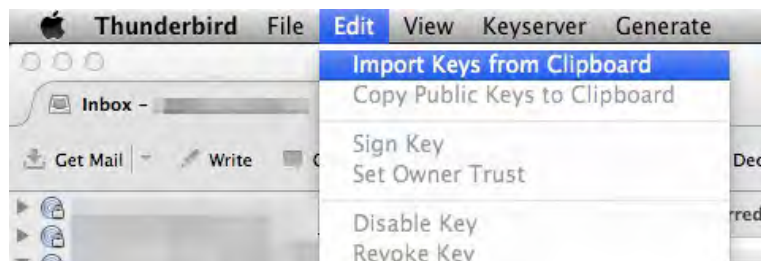 Thunderbird File Edit View Keyserver Generate
Import Keys from Clipboard
Inbox –
Copy Public Keys to Clipboard
Sign Key
Get Mail Write
Set Owner Trust
Disable Key
Revoke Key